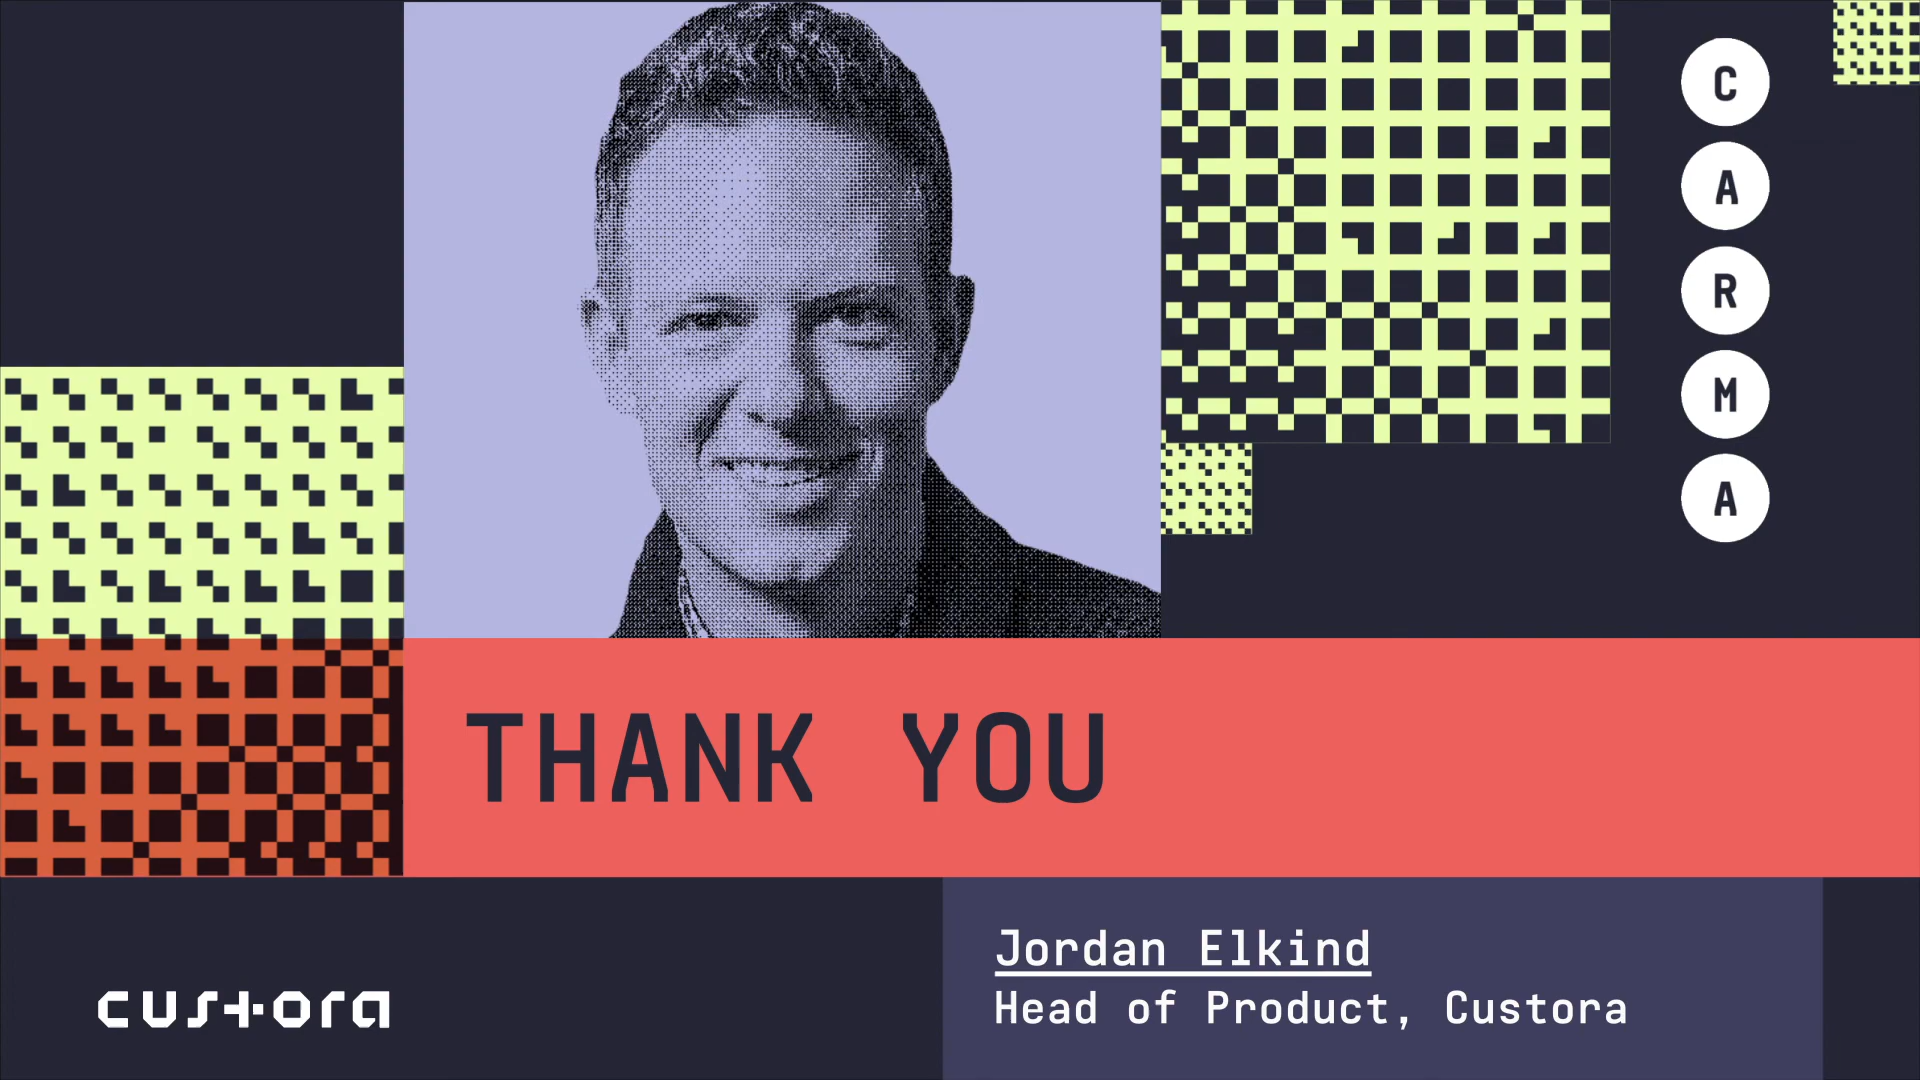 C
A
R
M
A
THANK YOU
Jordan Elkind
Head of Product, Custora
custora